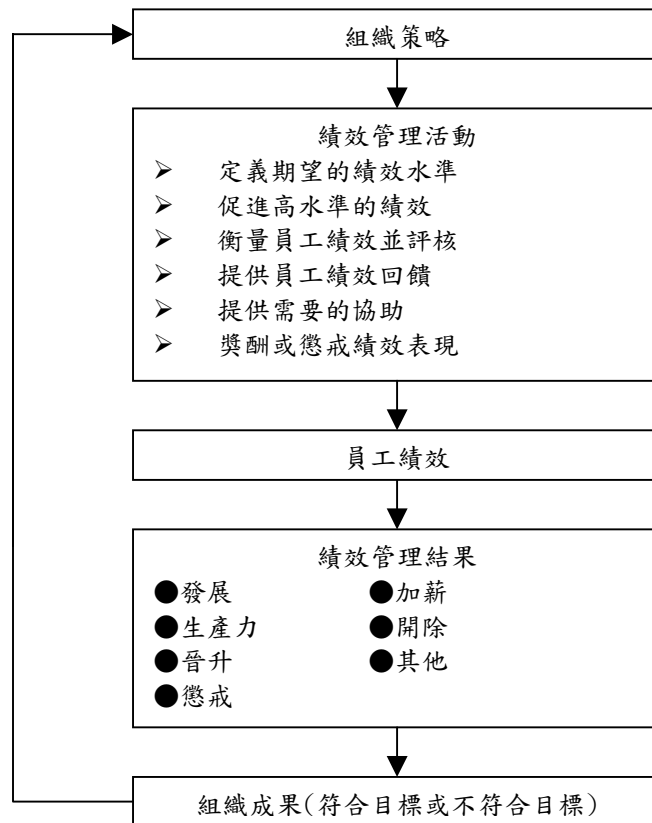 組織策略
績效管理活動
➢ 定義期望的績效水準
➢ 促進高水準的績效
➢ 衡量員工績效並評核
➢ 提供員工績效回饋
➢ 提供需要的協助
➢ 獎酬或懲戒績效表現
員工績效
績效管理結果
●發展 ●加薪
●生產力 ●開除
●晉升 ●其他
●懲戒
組織成果(符合目標或不符合目標)